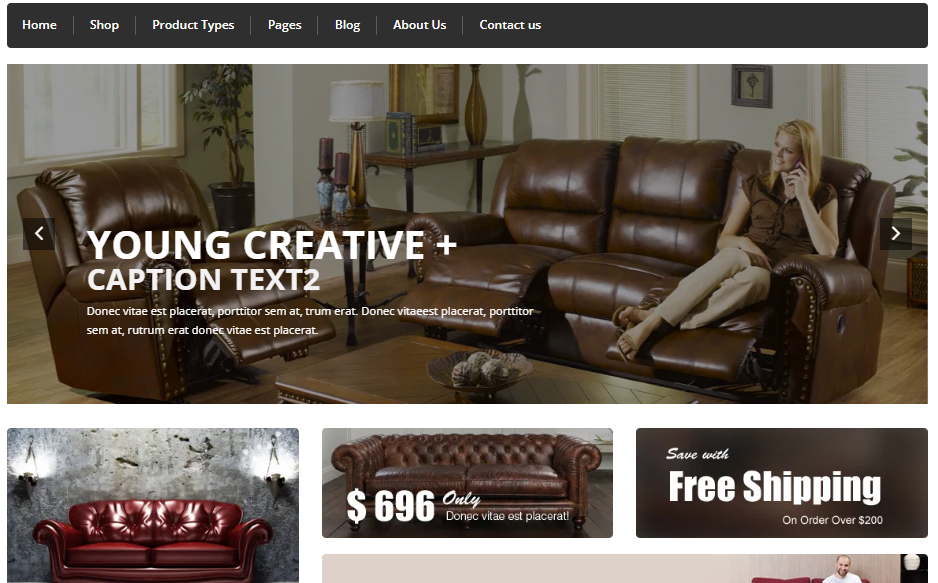 Home
Shop
Product Types
Pages
Blog
About Us
Contact us
YOUNG CREATIVE +
CAPTION TEXT2
Donec vitae est placerat, porttitor sem at, trum erat. Donec vitaeest placerat, porttitor
sem at, rutrum erat donec vitae est placerat.
$ 696 Only
Donec vitae est placerat!
Save with
Free Shipping
On Order Over $200